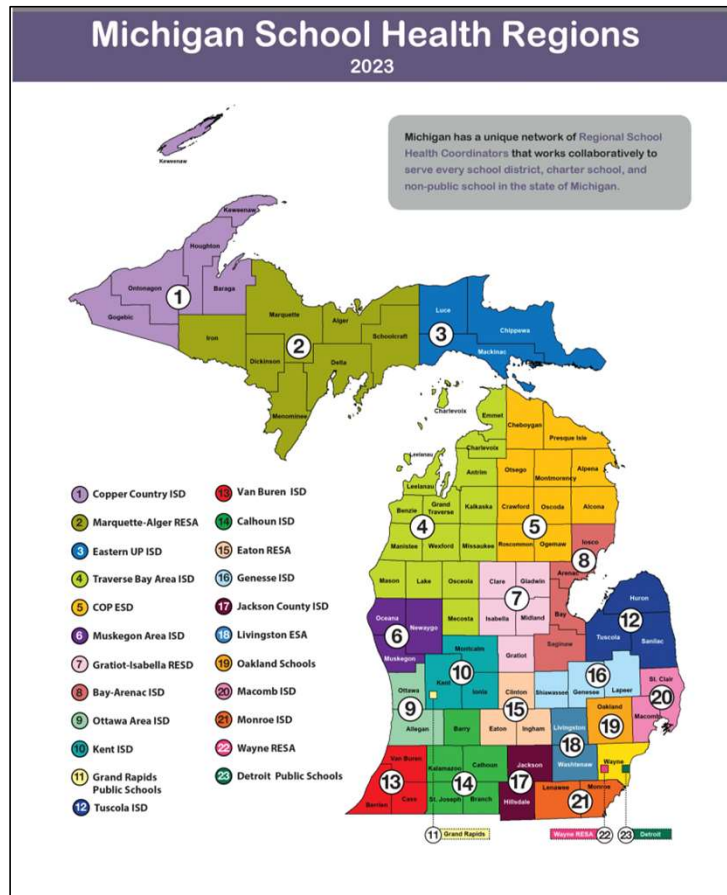 Michigan School Health Regions
2023
Michigan has a unique network of Regional School
Health Coordinators that works collaboratively to
serve every school district, charter school, and
non-public school in the state of Michigan.
Keweenaw
Keweenaw
Houghton
Ontonagon
Baraga
1
Gogebic
Marquette
Alger
Luce
Chippewa
3
Iron
2
Schoolcraft
Dickinson
Delta
Mackinac
Menominee
Charlevoix
Emmet
Cheboygan
Presque Isle
Leelanau
Charlevoix
Antrim
Otsego
Montmorency
Alpena
Leelanau
Benzie
Grand
Traverse
Kalkaska
Crawford
Oscoda
Alcona
4
5
Manistee
Wexford
Missaukee
Roscommon
Ogemaw
Iosco
8
Mason
Lake
Osceola
Clare
Gladwin
Arenac
7
Huron
Oceana
Newaygo
Mecosta
Isabella
Midland
Bay
12
6
Tuscola
Sanilac
Muskegon
Montcalm
Gratiot
Saginaw
10
Kent
Ionia
16
Ottawa
9
Clinton
Shiawassee
Genesee
Lapeer
St. Clair
20
15
Allegan
Barry
Eaton
Ingham
Livingston
Oakland
19
Macomb
18
Van Buren
Kalamazoo
Calhoun
Jackson
Washtenaw
Wayne
13
14
17
Berrien
Cass
St. Joseph
Branch
Hillsdale
Lenawee
Monroe
21
11 Grand Rapids
Wayne RESA 22
23 Detroit
1 Copper Country ISD
2 Marquette-Alger RESA
3 Eastern UP ISD
4 Traverse Bay Area ISD
5 COP ESD
6 Muskegon Area ISD
7 Gratiot-Isabella RESD
8 Bay-Arenac ISD
9 Ottawa Area ISD
10 Kent ISD
11 Grand Rapids
Public Schools
12 Tuscola ISD
13 Van Buren ISD
14 Calhoun ISD
15 Eaton RESA
16 Genesse ISD
17 Jackson County ISD
18 Livingston ESA
19 Oakland Schools
20 Macomb ISD
21 Monroe ISD
22 Wayne RESA
23 Detroit Public Schools